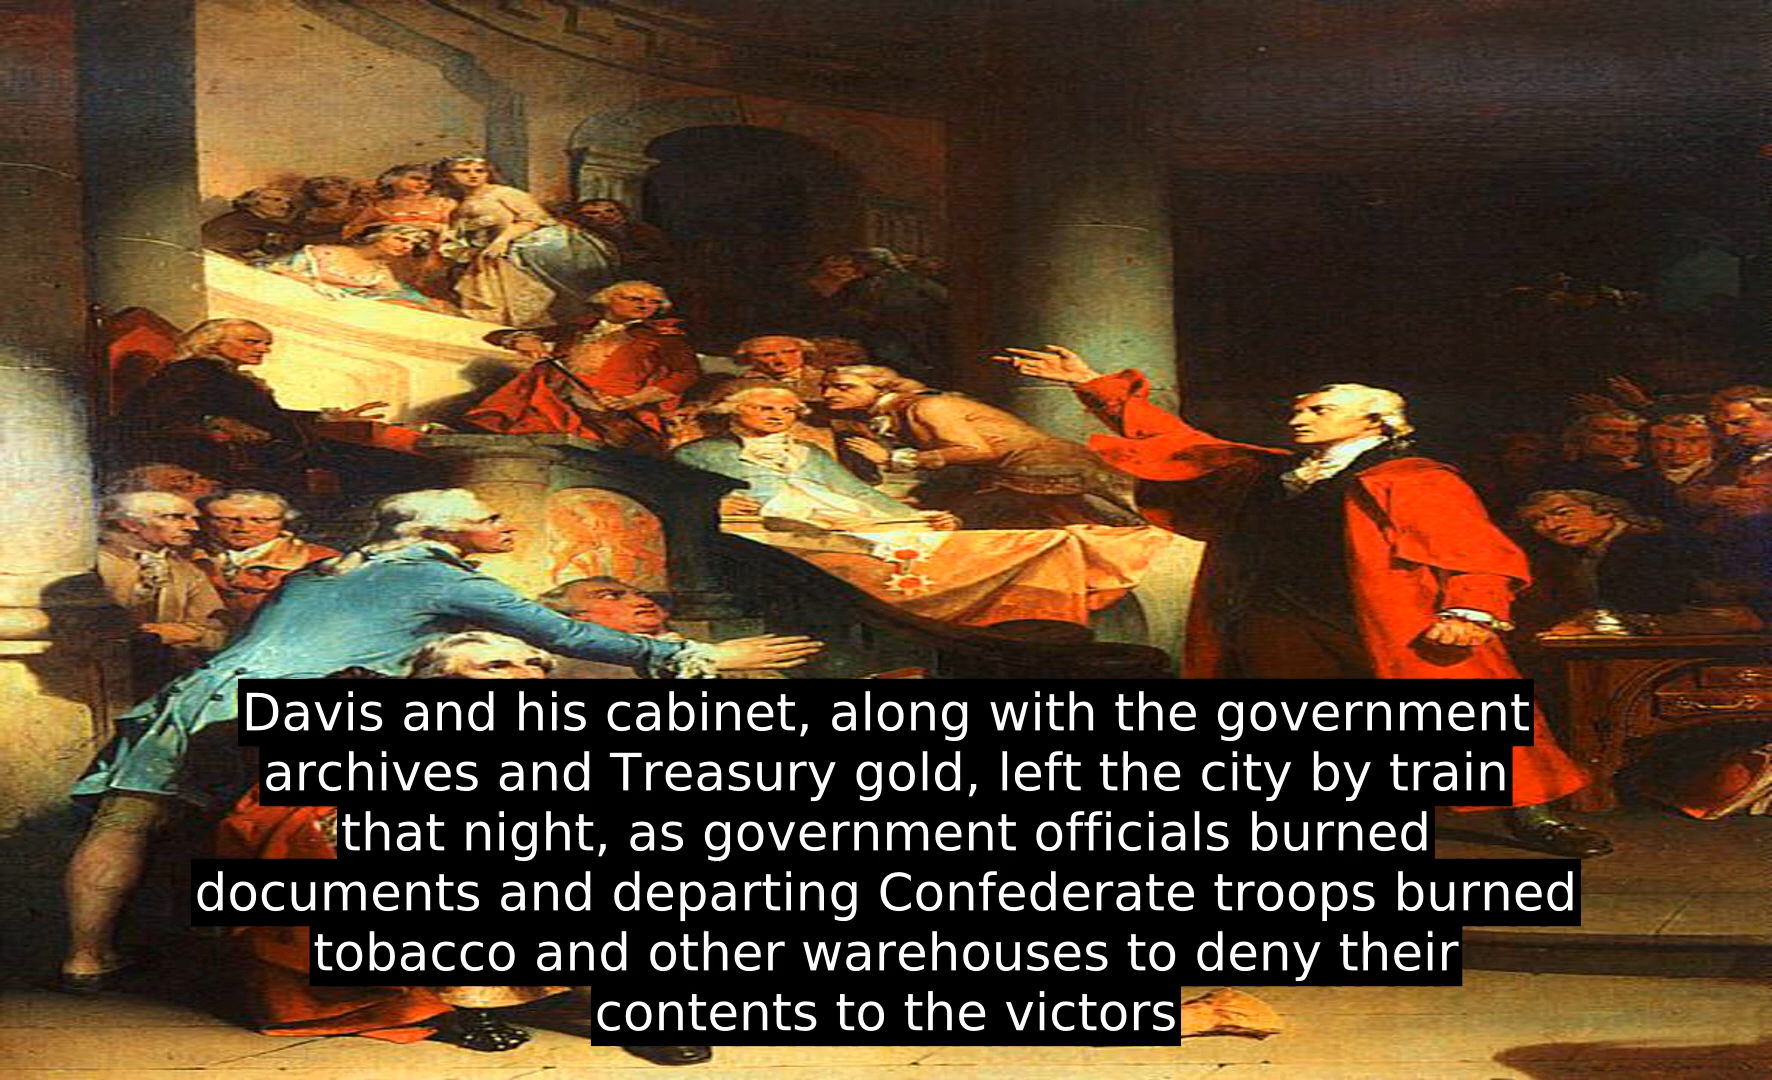 Davis and his cabinet, along with the government
archives and Treasury gold, left the city by train
that night, as government officials burned
documents and departing Confederate troops burned
tobacco and other warehouses to deny their
contents to the victors